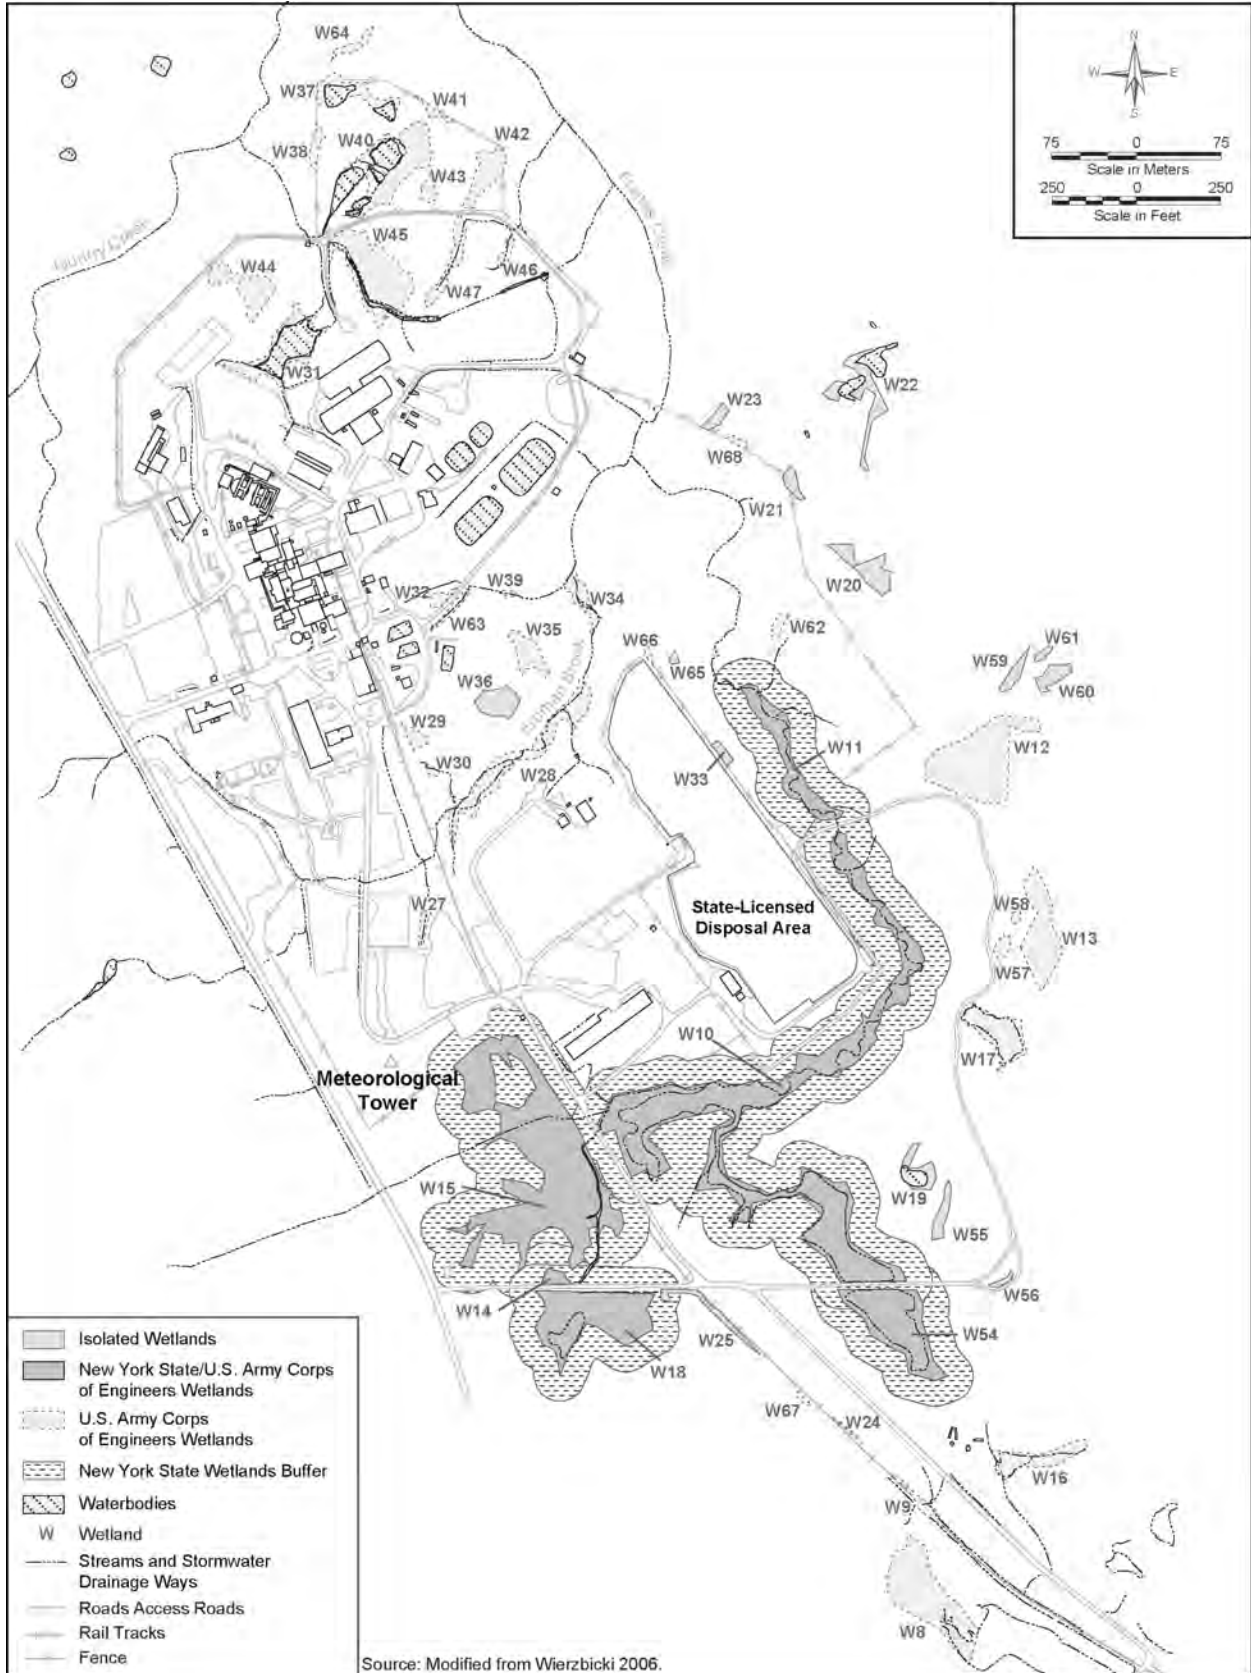 W64
N
W E
S
75 0 75
Scale in Meters
250 0 250
Scale in Feet
W37
W41
W40
W42
W38
W43
W45
W44
W46
W47
W31
W22
W23
W68
W21
W20
W32
W39
W34
W63
W35
W62
W66
W65
W61
W59
W60
W36
Erdman Brook
W29
W12
W11
W30
W28
W33
W27
State-Licensed
Disposal Area
W58
W13
W57
W10
W17
Meteorological
Tower
W15
W19
W55
W14
W56
W25
W54
W18
W67
W24
W16
W9
W8
Isolated Wetlands
New York State/U.S. Army Corps
of Engineers Wetlands
U.S. Army Corps
of Engineers Wetlands
New York State Wetlands Buffer
Waterbodies
W Wetland
Streams and Stormwater
Drainage Ways
Roads Access Roads
Rail Tracks
Fence
Source: Modified from Wierzbicki 2006.